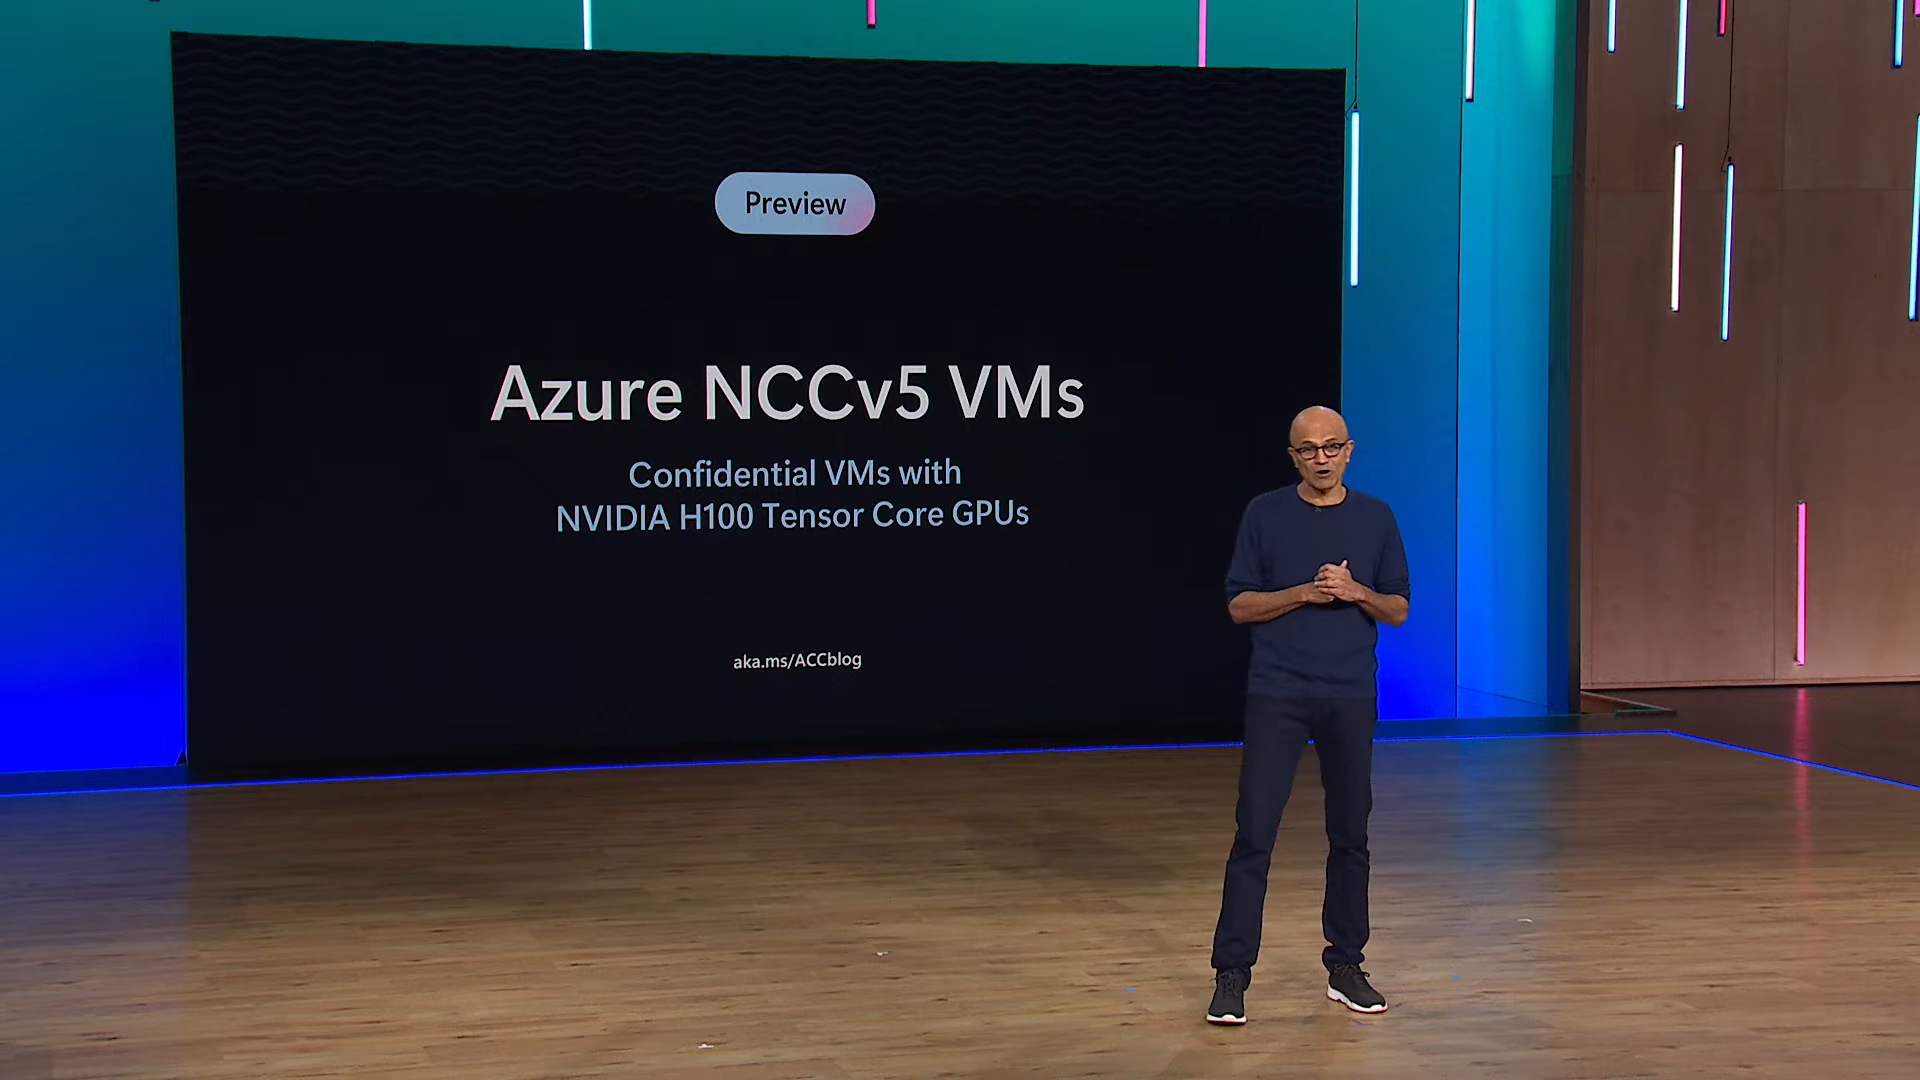 Preview
Azure NCCv5 VMs
Confidential VMs with
NVIDIA H100 Tensor Core GPUs
aka.ms/ACCblog